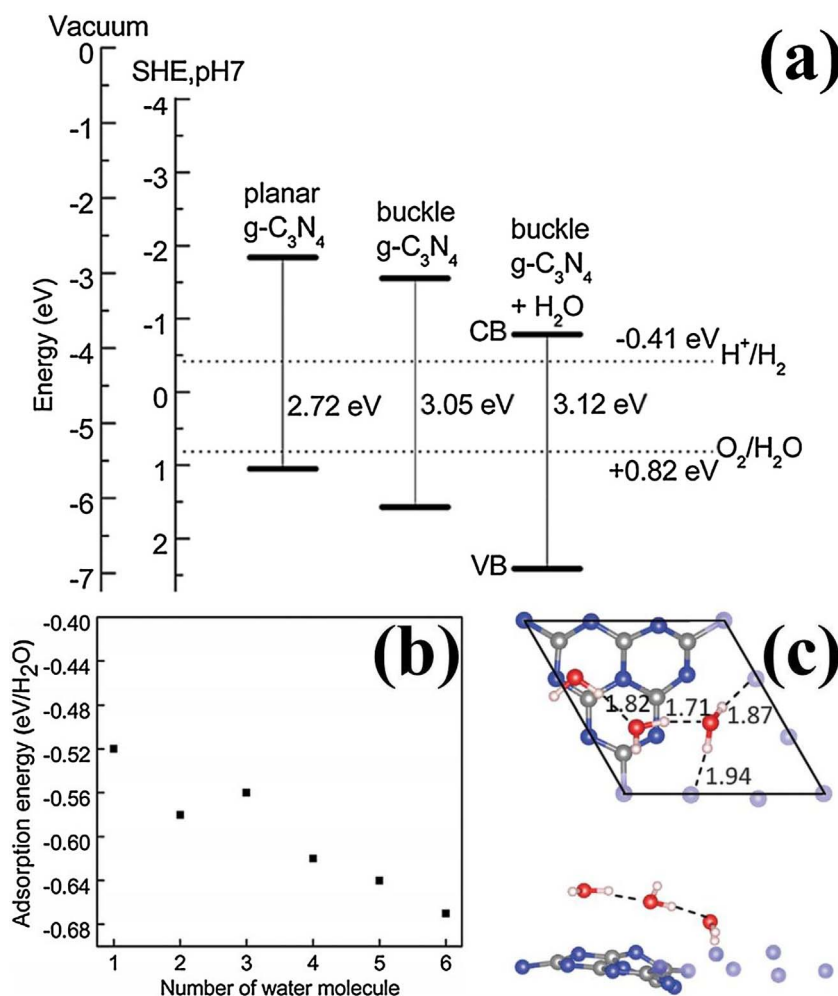 (a)
Vacuum
SHE,pH7
Energy (eV)
0
-1
-2
-3
-4
-5
-6
-7
-4
-3
-2
-1
0
1
2
planar
g-C₃N₄
buckle
g-C₃N₄
buckle
g-C₃N₄
+ H₂O
CB
VB
2.72 eV
3.05 eV
3.12 eV
-0.41 eV
H⁺/H₂
O₂/H₂O
+0.82 eV
(b)
Adsorption energy (eV/H₂O)
-0.40
-0.44
-0.48
-0.52
-0.56
-0.60
-0.64
-0.68
1 2 3 4 5 6
Number of water molecule
(c)
1.82
1.71
1.87
1.94